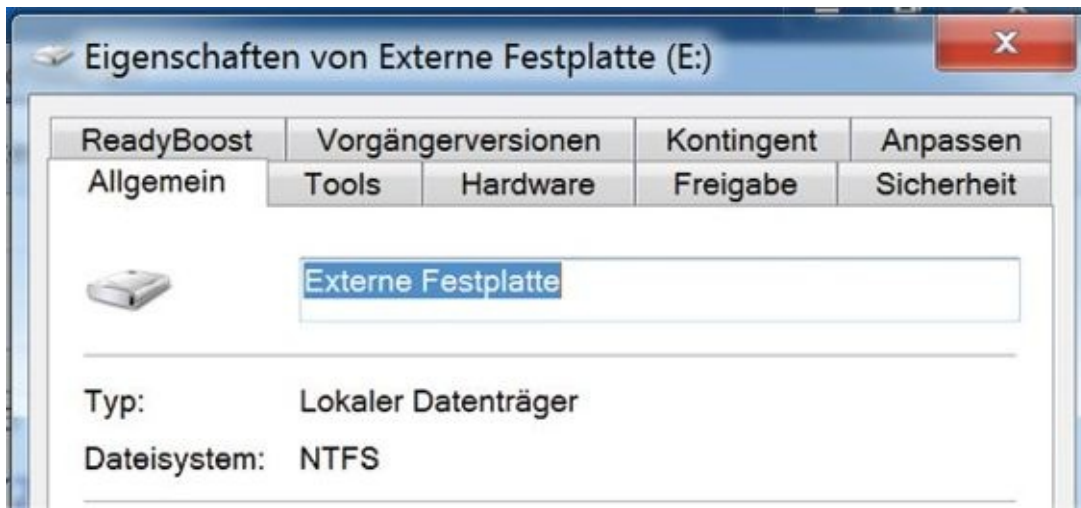 Eigenschaften von Externe Festplatte (E:)
ReadyBoost Vorgängerversionen Kontingent Anpassen
Allgemein Tools Hardware Freigabe Sicherheit
Externe Festplatte
Typ: Lokaler Datenträger
Dateisystem: NTFS